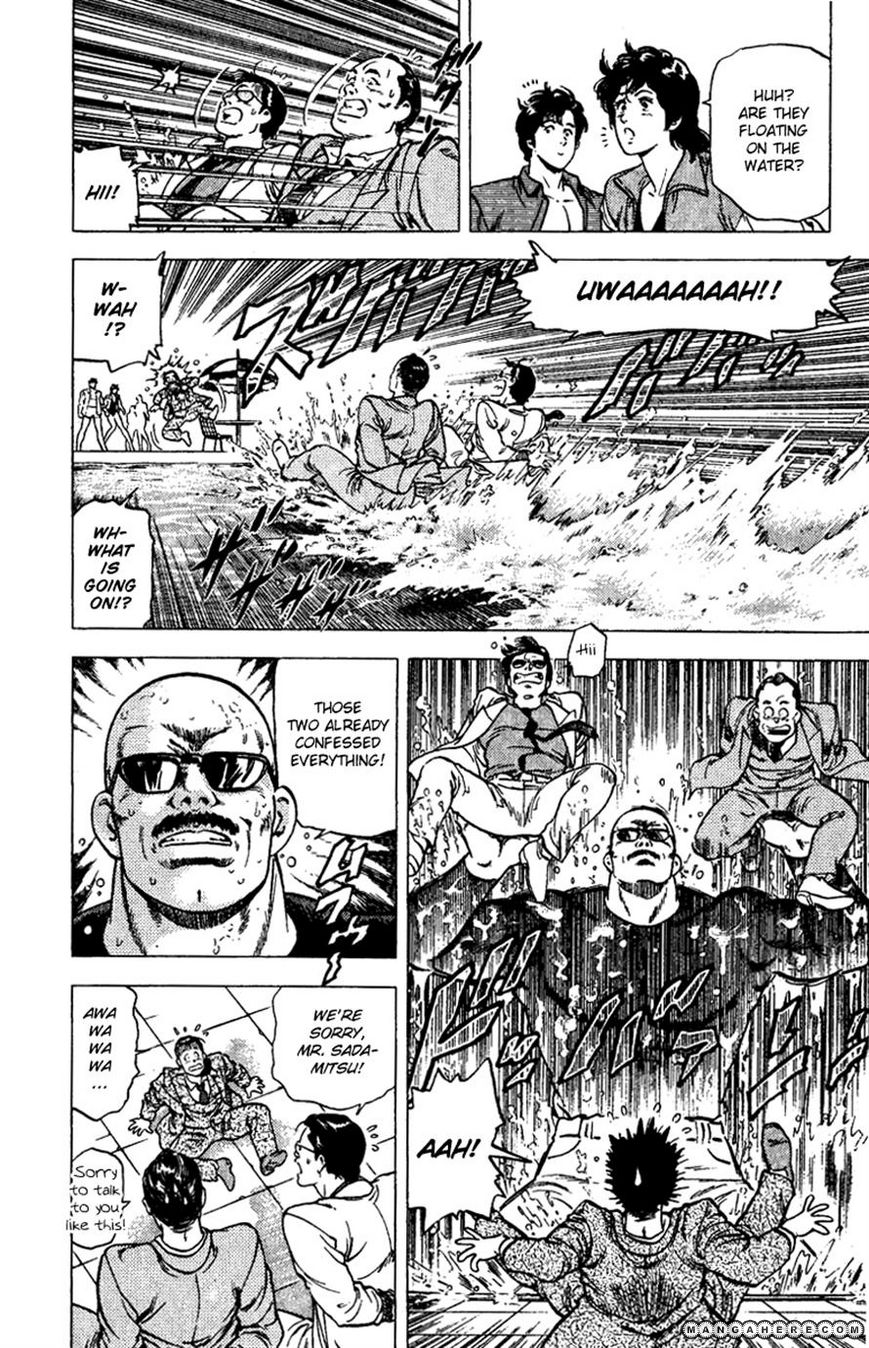 HUH?
ARE THEY
FLOATING
ON THE
WATER?
HII!
UWAAAAAAAH!!
W-
WAH
!?
WH-
WHAT
IS
GOING
ON!?
Hii
AAH!
THOSE
TWO ALREADY
CONFESSED
EVERYTHING!
WE'RE
SORRY,
MR. SADA-
MITSU!
AWA
WA
WA
WA
...
Sorry
to talk
to you
like this!
MANGAHERE.COM